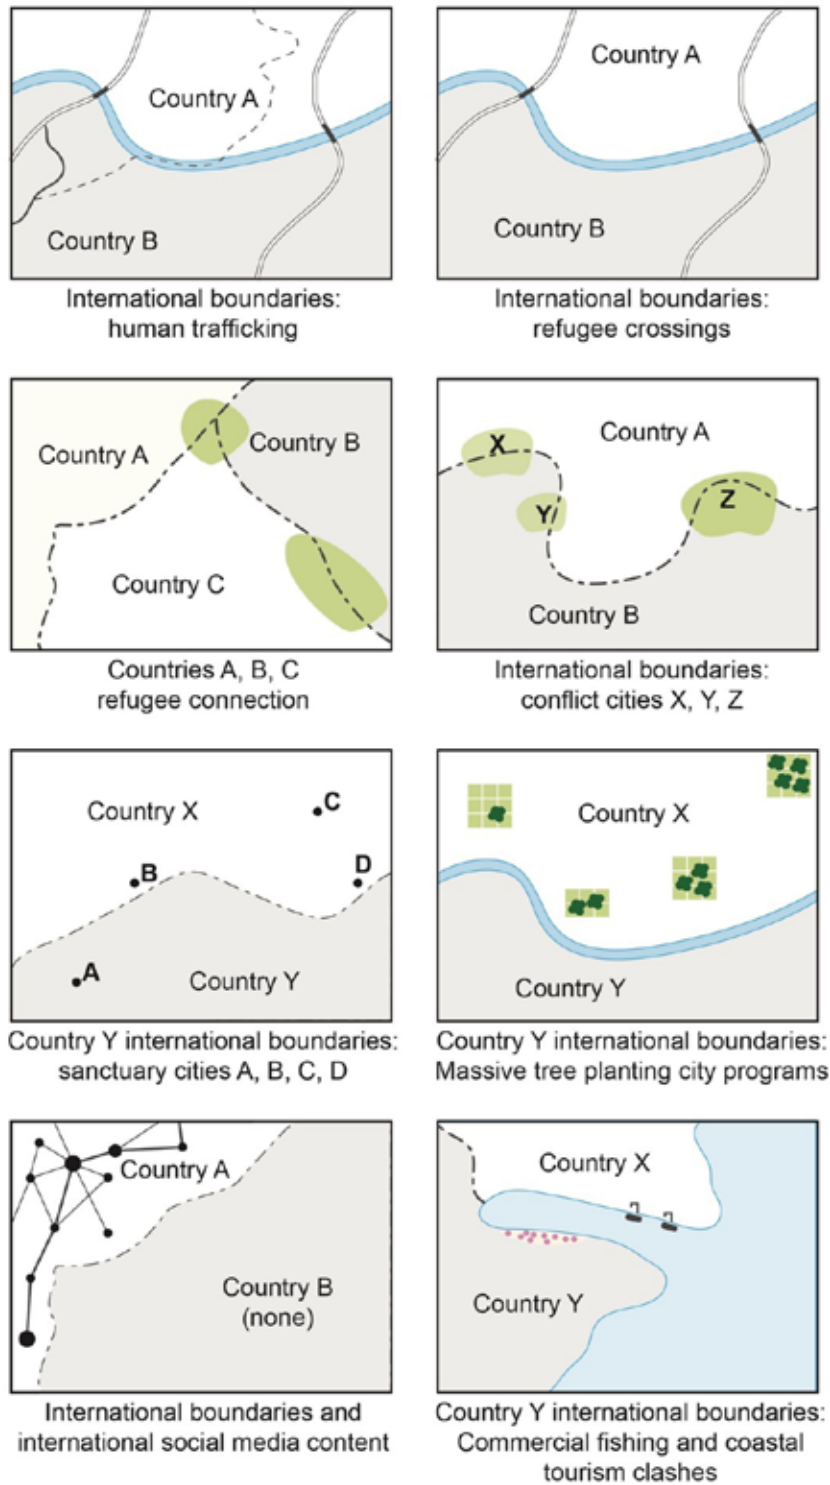 Country A
Country B
International boundaries:
human trafficking
Country A
Country B
International boundaries:
refugee crossings
Country A
Country B
Country C
Countries A, B, C
refugee connection
X
Country A
Y
Z
Country B
International boundaries:
conflict cities X, Y, Z
Country X
C
B
D
A
Country Y
Country Y international boundaries:
sanctuary cities A, B, C, D
Country X
Country Y
Country Y international boundaries:
Massive tree planting city programs
Country A
Country B
(none)
International boundaries and
international social media content
Country X
Country Y
Country Y international boundaries:
Commercial fishing and coastal
tourism clashes